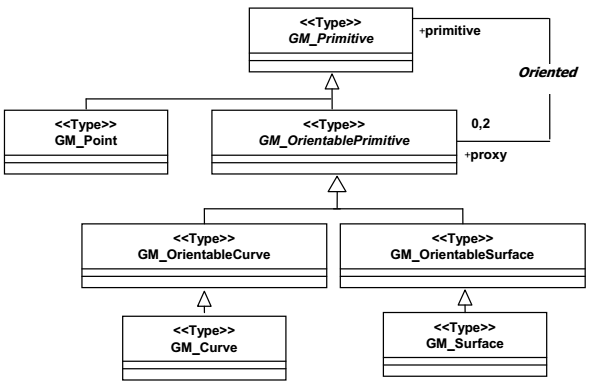 <<Type>>
GM_Primitive
+primitive
Oriented
<<Type>>
GM_Point
<<Type>>
GM_OrientablePrimitive
0,2
+proxy
<<Type>>
GM_OrientableCurve
<<Type>>
GM_OrientableSurface
<<Type>>
GM_Curve
<<Type>>
GM_Surface